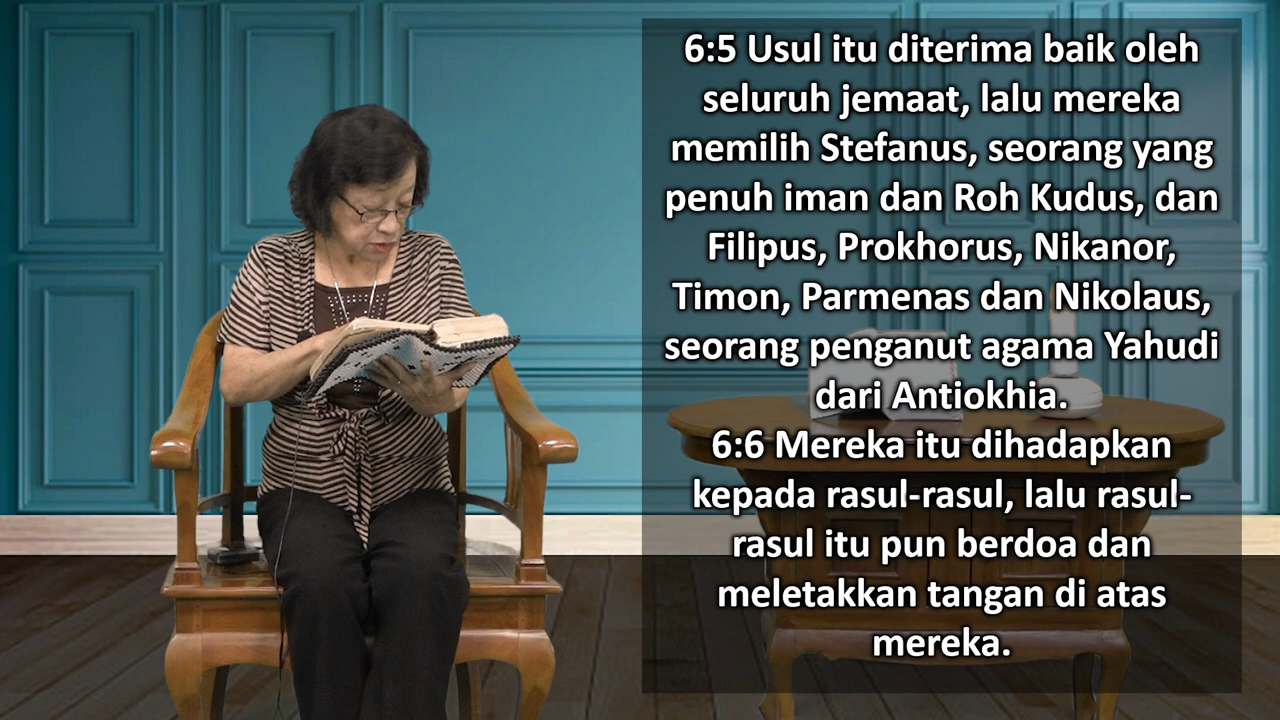 6:5 Usul itu diterima baik oleh
seluruh jemaat, lalu mereka
memilih Stefanus, seorang yang
penuh iman dan Roh Kudus, dan
Filipus, Prokhorus, Nikanor,
Timon, Parmenas dan Nikolaus,
seorang penganut agama Yahudi
dari Antiokhia.
6:6 Mereka itu dihadapkan
kepada rasul-rasul, lalu rasul-
rasul itu pun berdoa dan
meletakkan tangan di atas
mereka.